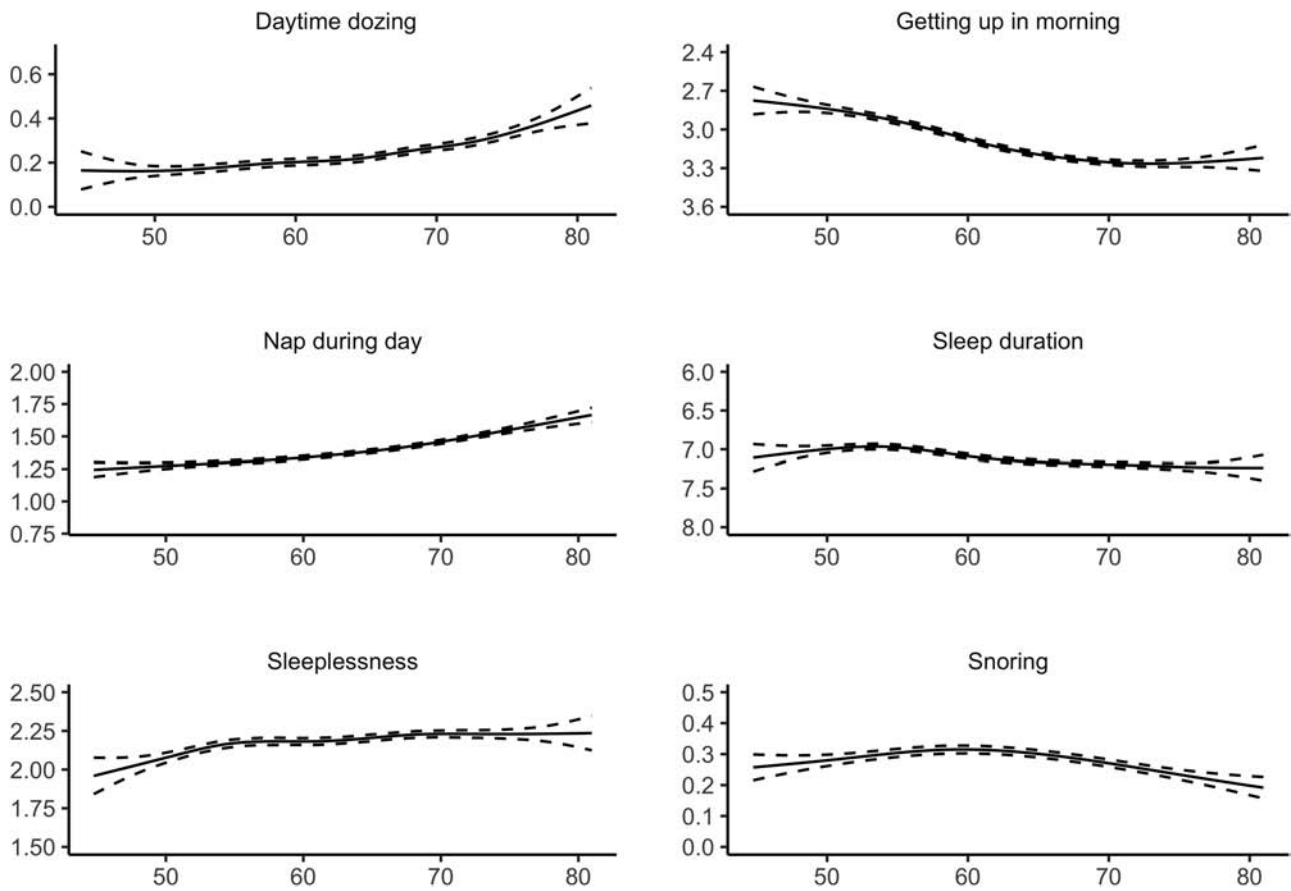 Daytime dozing
0.6
0.4
0.2
0.0
50 60 70 80
Getting up in morning
2.4
2.7
3.0
3.3
3.6
50 60 70 80
Nap during day
2.00
1.75
1.50
1.25
1.00
0.75
50 60 70 80
Sleep duration
6.0
6.5
7.0
7.5
8.0
50 60 70 80
Sleeplessness
2.50
2.25
2.00
1.75
1.50
50 60 70 80
Snoring
0.5
0.4
0.3
0.2
0.1
0.0
50 60 70 80